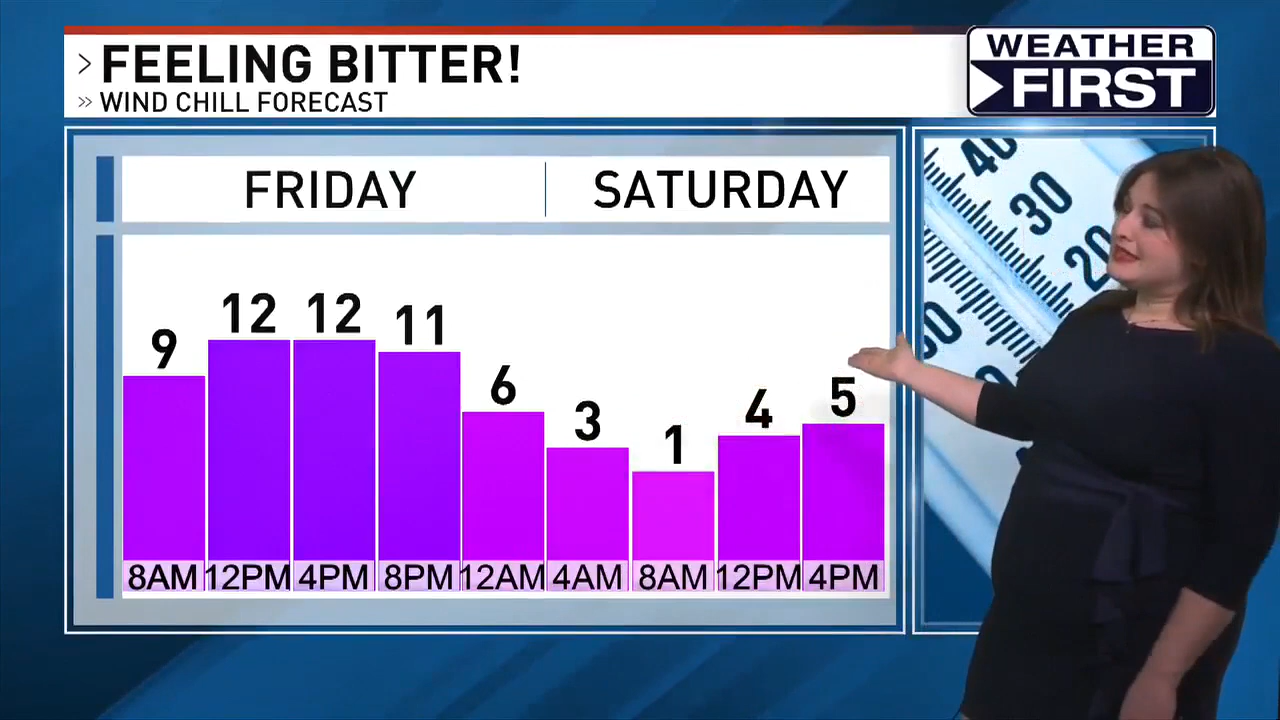 > FEELING BITTER!
» WIND CHILL FORECAST
WEATHER
FIRST
FRIDAY SATURDAY
9 12 12 11 6 3 1 4 5
8AM 12PM 4PM 8PM 12AM 4AM 8AM 12PM 4PM
40
30
20